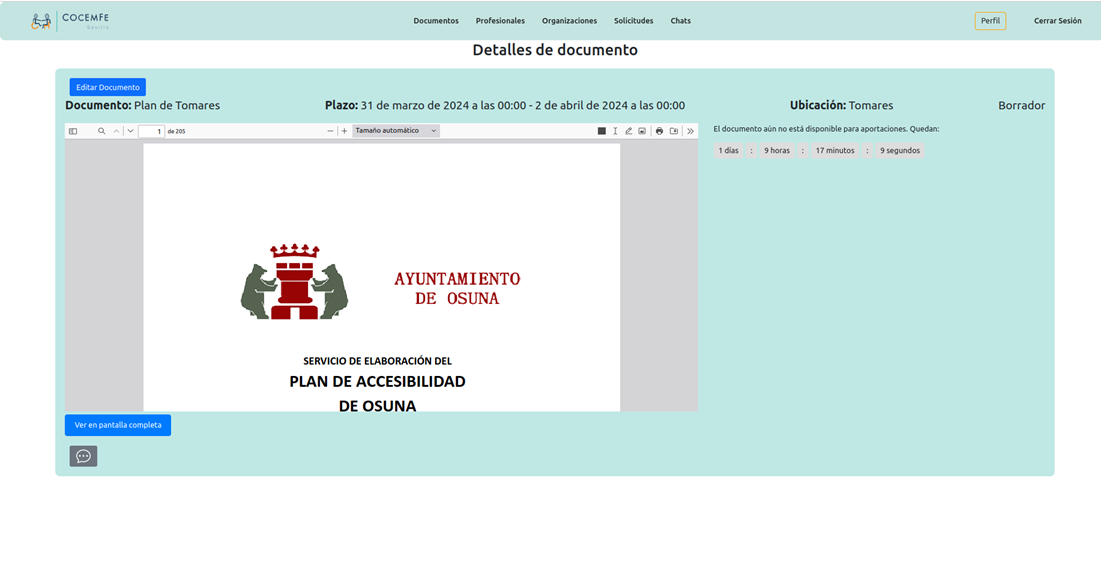 COCEMFE
Sevilla
Documentos Profesionales Organizaciones Solicitudes Chats Perfil Cerrar Sesión
Detalles de documento
Editar Documento
Documento: Plan de Tomares Plazo: 31 de marzo de 2024 a las 00:00 - 2 de abril de 2024 a las 00:00 Ubicación: Tomares Borrador
1 de 205 Tamaño automático
El documento aún no está disponible para aportaciones. Quedan:
1 días : 9 horas : 17 minutos : 9 segundos
AYUNTAMIENTO
DE OSUNA
SERVICIO DE ELABORACIÓN DEL
PLAN DE ACCESIBILIDAD
DE OSUNA
Ver en pantalla completa